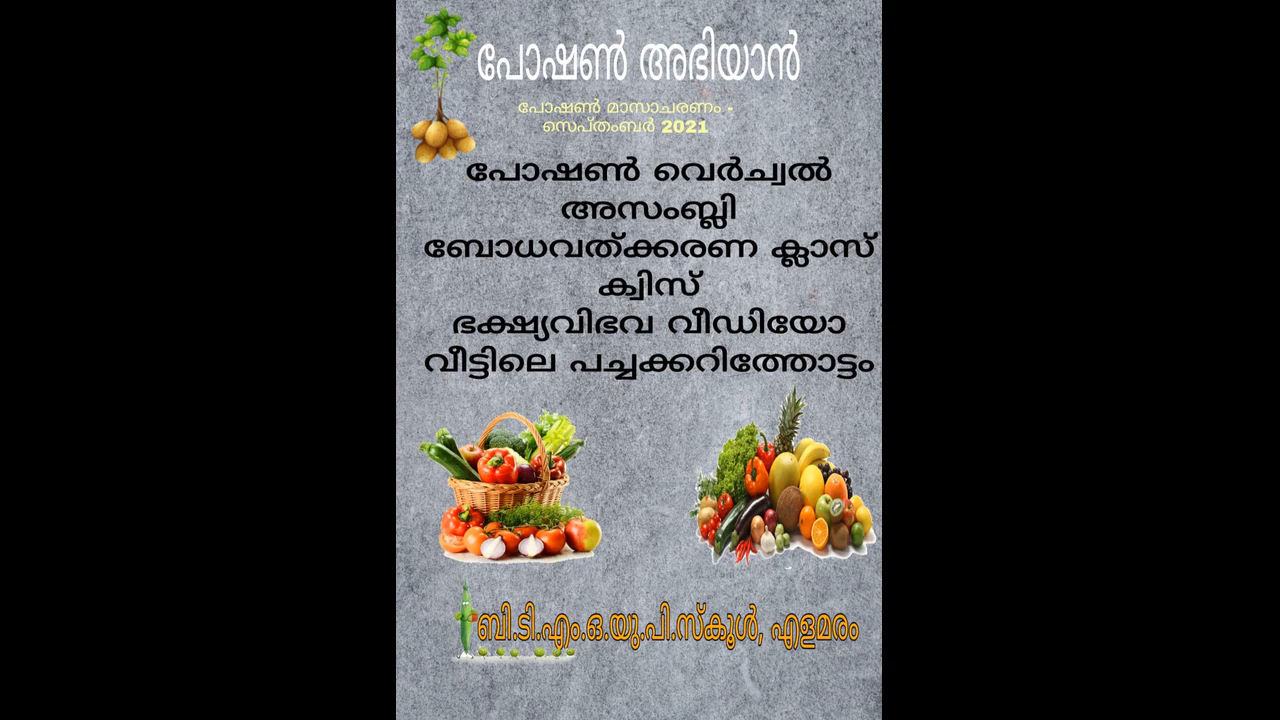 പോഷൺ അഭിയാൻ
പോഷൺ മാസാചരണം -
സെപ്തംബർ 2021
പോഷൺ വെർച്വൽ
അസംബ്ലി
ബോധവത്ക്കരണ ക്ലാസ്
ക്വിസ്
ഭക്ഷ്യവിഭവ വീഡിയോ
വീട്ടിലെ പച്ചക്കറിത്തോട്ടം
ബി.ടി.എം.ഒ.യു.പി.സ്കൂൾ, എളമരം